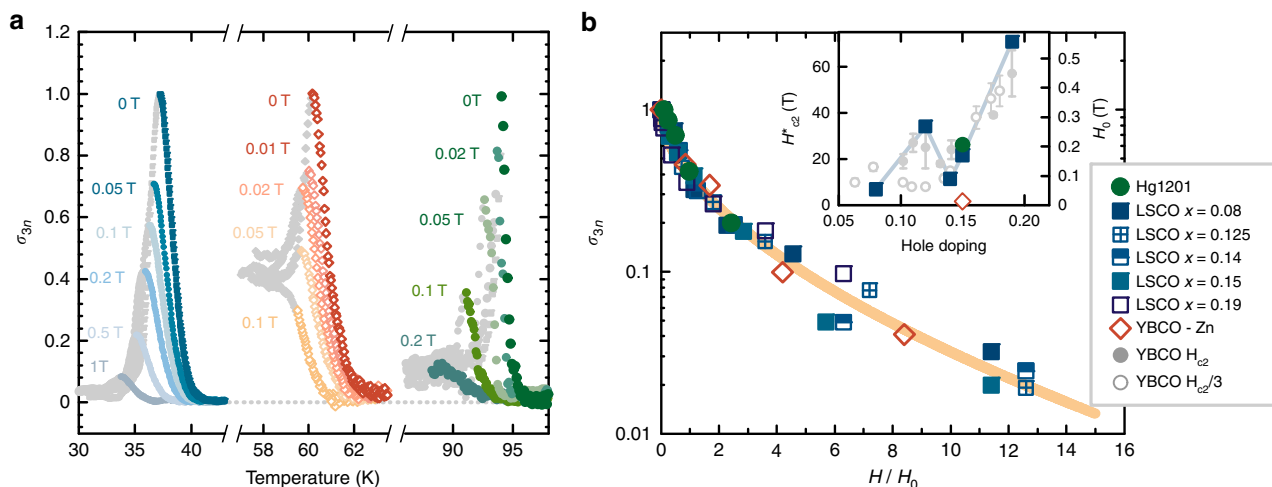 a
σ3n
1.2
1.0
0.8
0.6
0.4
0.2
0
0 T
0.05 T
0.1 T
0.2 T
0.5 T
1T
0 T
0.01 T
0.02 T
0.05 T
0.1 T
0T
0.02 T
0.05 T
0.1 T
0.2 T
30 35 40 58 60 62 90 95
Temperature (K)
b
σ3n
1
0.1
0.01
0 2 4 6 8 10 12 14 16
H / H0
H*c2 (T)
60
40
20
0
0.05 0.10 0.15 0.20
Hole doping
0.5
0.4
0.3
0.2
0.1
0
H0 (T)
Hg1201
LSCO x = 0.08
LSCO x = 0.125
LSCO x = 0.14
LSCO x = 0.15
LSCO x = 0.19
YBCO - Zn
YBCO Hc2
YBCO Hc2/3